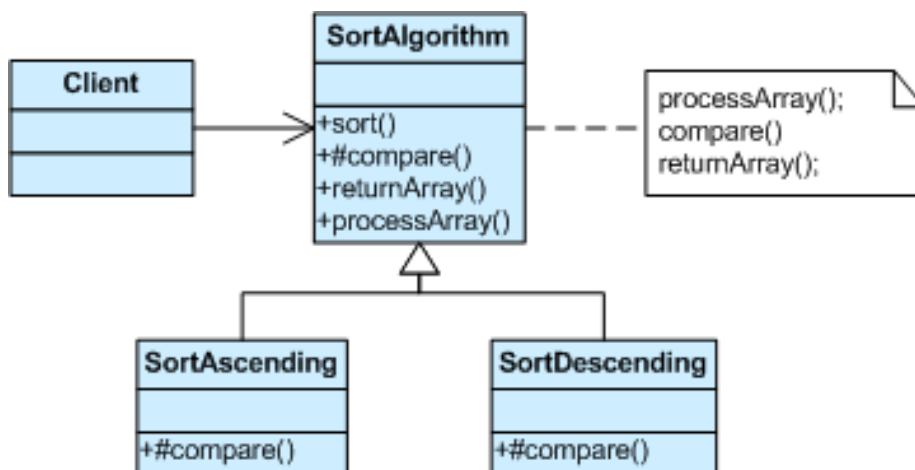 Client
SortAlgorithm
+sort()
+#compare()
+returnArray()
+processArray()
processArray();
compare()
returnArray();
SortAscending
+#compare()
SortDescending
+#compare()